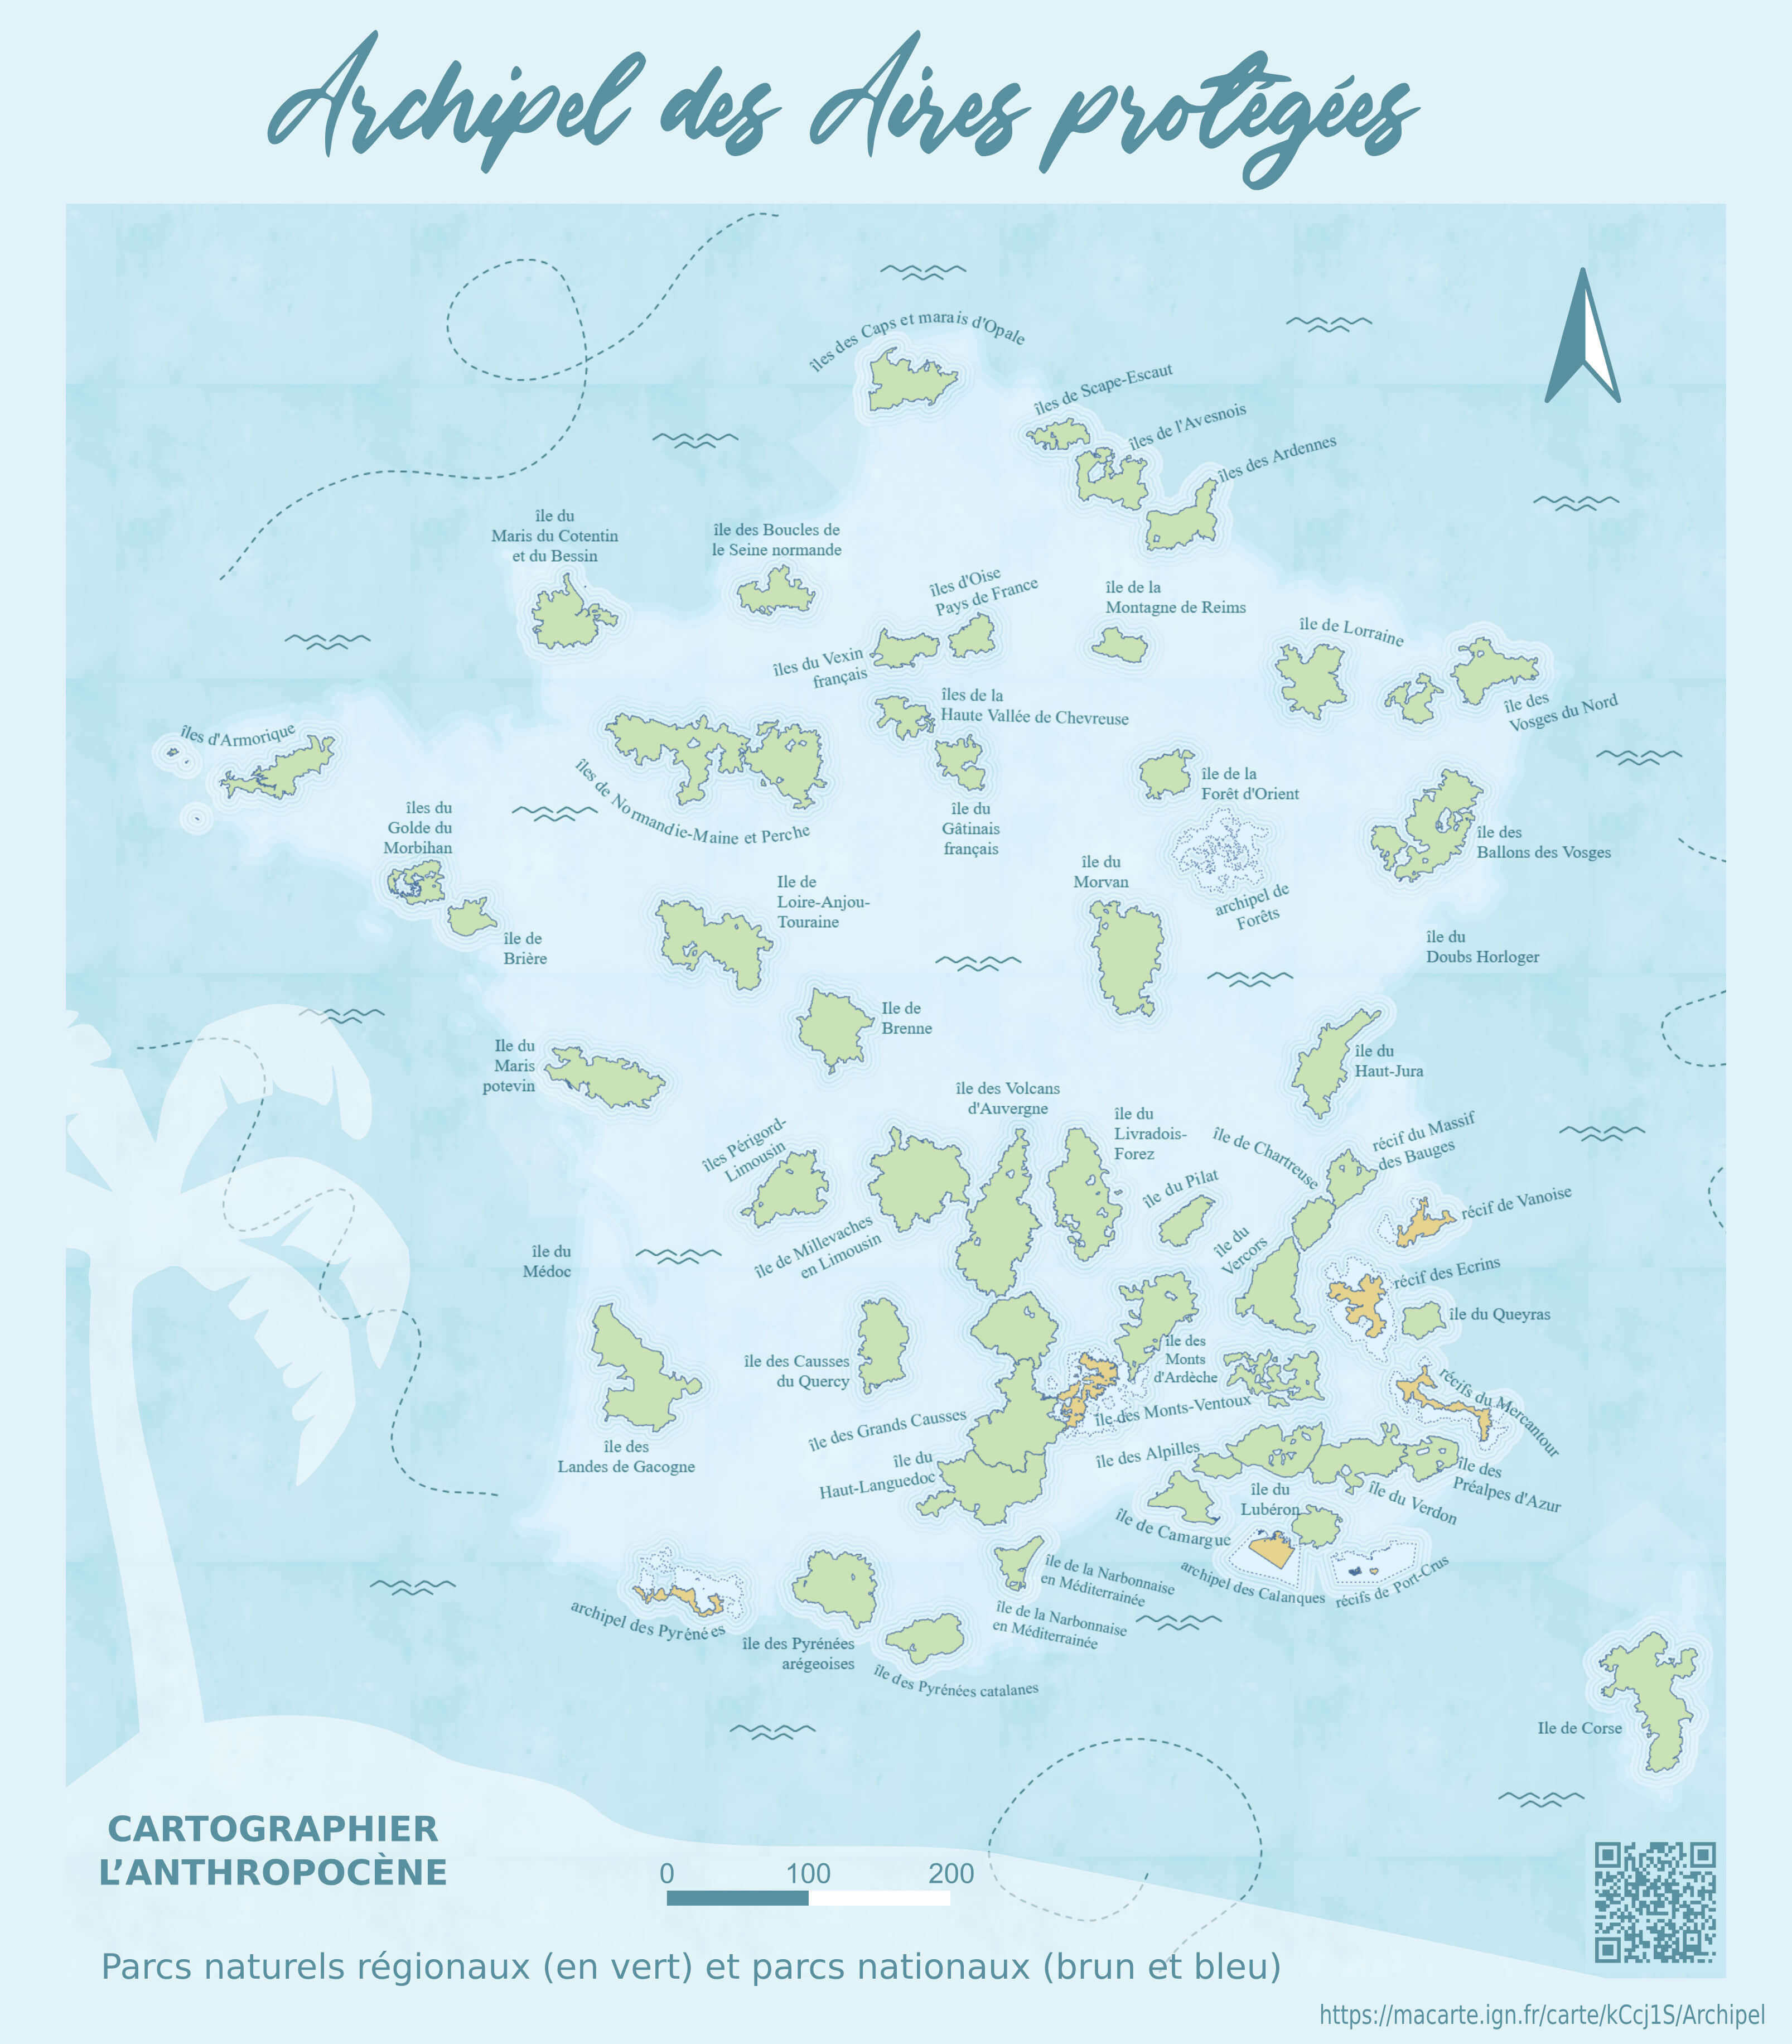 Archipel des Aires protégées
îles des Caps et marais d'Opale
îles de Scape-Escaut
îles de l'Avesnois
îles des Ardennes
île du
Maris du Cotentin
et du Bessin
île des Boucles de
le Seine normande
îles d'Oise
Pays de France
île de la
Montagne de Reims
île de Lorraine
îles du Vexin
français
îles de la
Haute Vallée de Chevreuse
île des
Vosges du Nord
îles d'Armorique
îles de Normandie-Maine et Perche
île de la
Forêt d'Orient
îles du
Golde du
Morbihan
île du
Gâtinais
français
île des
Ballons des Vosges
île du
Morvan
archipel de
Forêts
Ile de
Loire-Anjou-
Touraine
île de
Brière
île du
Doubs Horloger
Ile de
Brenne
Ile du
Maris
potevin
île du
Haut-Jura
île des Volcans
d'Auvergne
île du
Livradois-
Forez
îles Périgord-
Limousin
île de Chartreuse
récif du Massif
des Bauges
île du Pilat
récif de Vanoise
île de Millevaches
en Limousin
île du
Vercors
île du
Médoc
récif des Ecrins
île du Queyras
île des Causses
du Quercy
île des
Monts
d'Ardèche
récifs du Mercantour
île des Monts-Ventoux
île des Grands Causses
île des
Landes de Gacogne
île du
Haut-Languedoc
île des Alpilles
île des
Préalpes d'Azur
île du
Lubéron
île du Verdon
île de Camargue
archipel des Calanques
récifs de Port-Crus
île de la Narbonnaise
en Méditerrainée
archipel des Pyrénées
île de la Narbonnaise
en Méditerrainée
île des Pyrénées
arégeoises
île des Pyrénées catalanes
Ile de Corse
CARTOGRAPHIER
L'ANTHROPOCÈNE
0 100 200
Parcs naturels régionaux (en vert) et parcs nationaux (brun et bleu)
https://macarte.ign.fr/carte/kCcj1S/Archipel